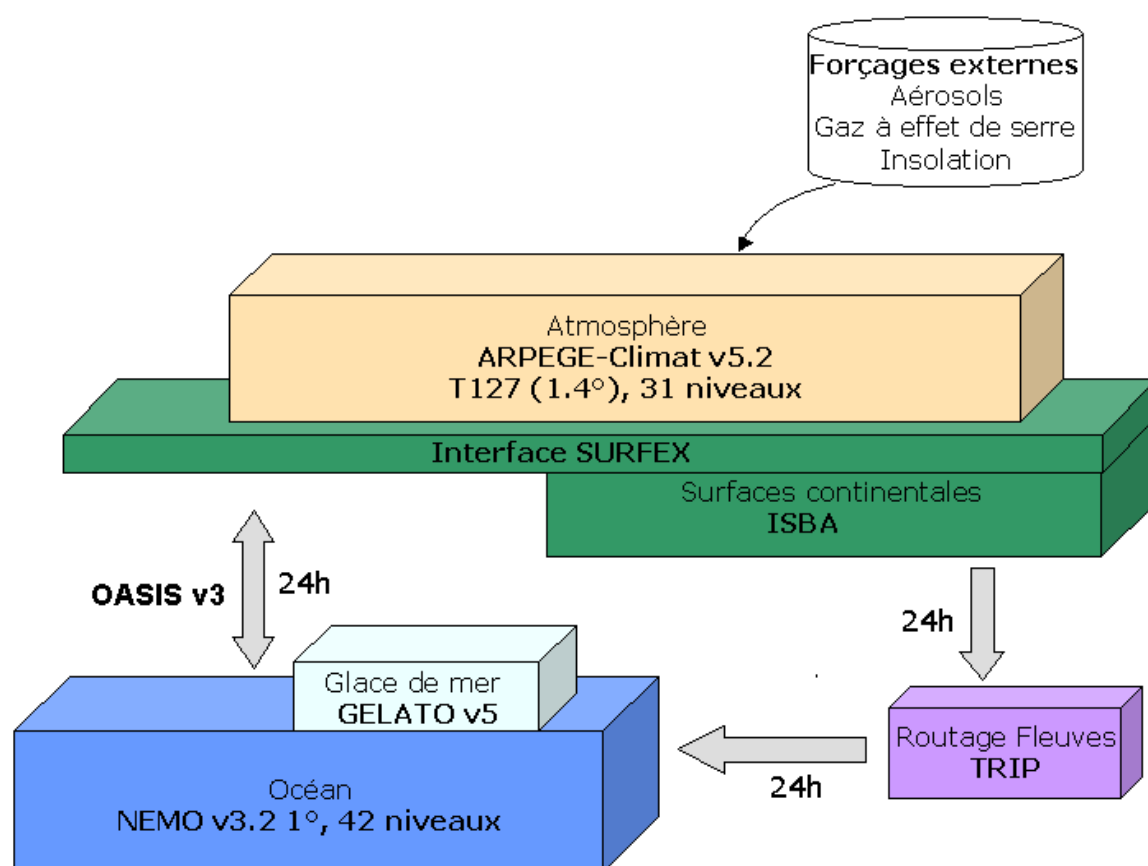 Forçages externes
Aérosols
Gaz à effet de serre
Insolation
Atmosphère
ARPEGE-Climat v5.2
T127 (1.4°), 31 niveaux
Interface SURFEX
Surfaces continentales
ISBA
OASIS v3
24h
24h
Glace de mer
GELATO v5
Routage Fleuves
TRIP
24h
Océan
NEMO v3.2 1°, 42 niveaux